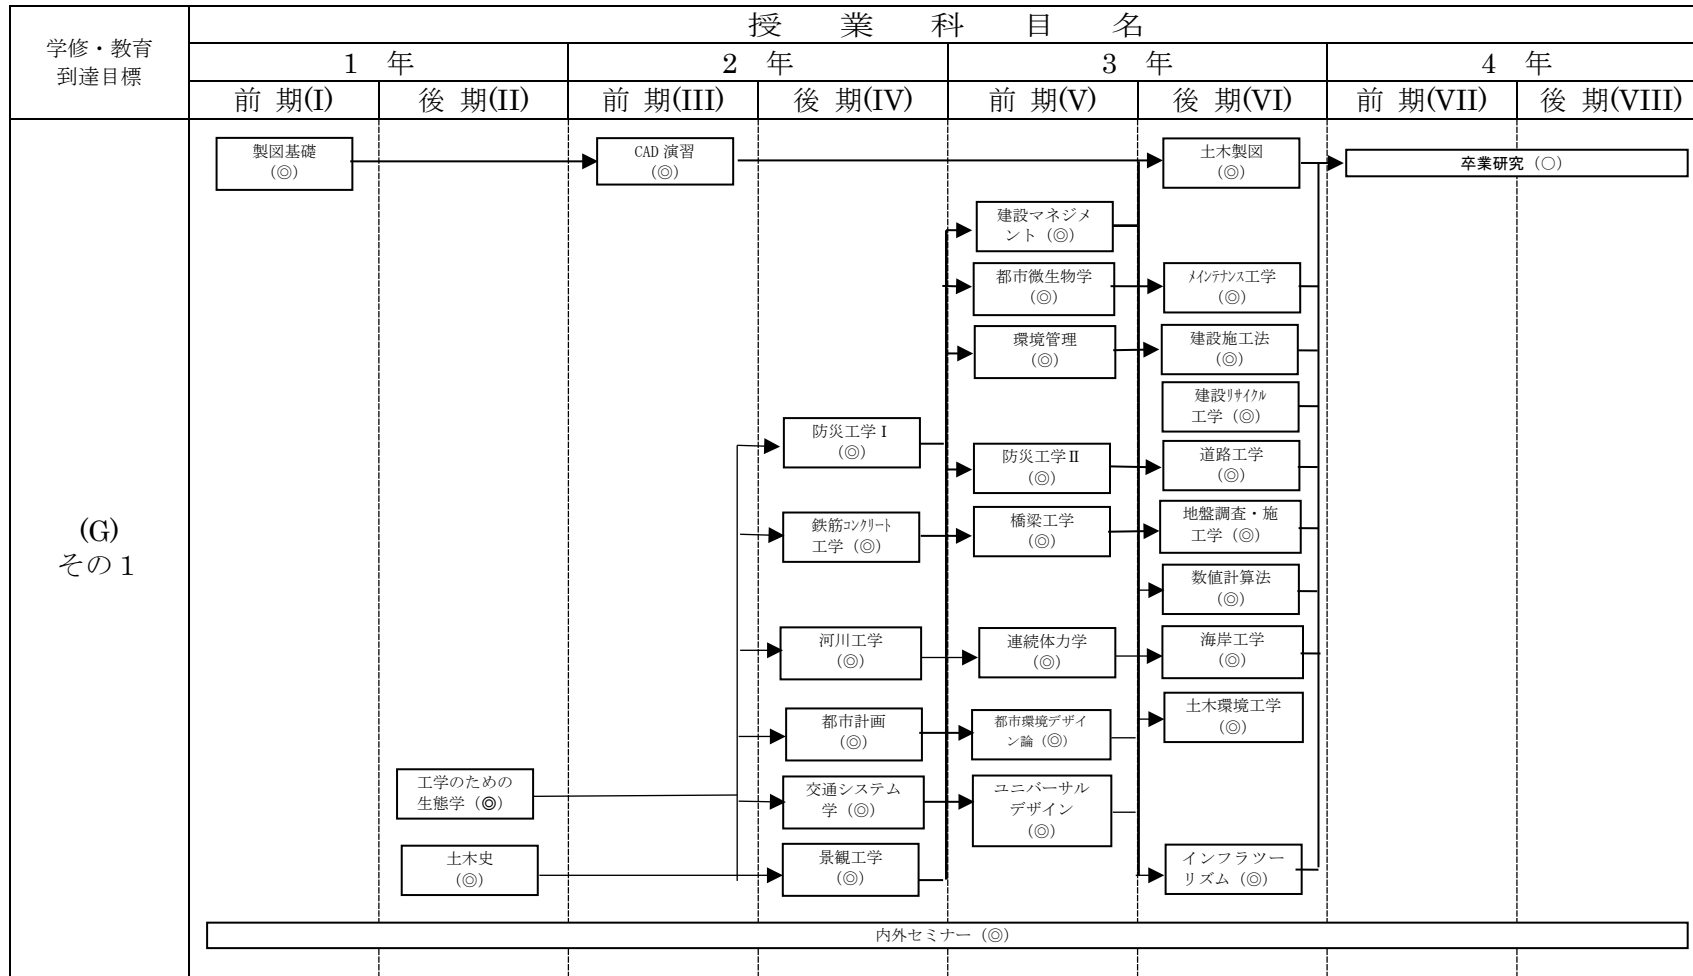 学修・教育
到達目標
授 業 科 目 名
1 年
2 年
3 年
4 年
前 期(I)
後 期(II)
前 期(III)
後 期(IV)
前 期(V)
後 期(VI)
前 期(VII)
後 期(VIII)
(G)
その１
製図基礎
(◎)
CAD 演習
(◎)
土木製図
(◎)
卒業研究 (○)
建設マネジメ
ント (◎)
都市微生物学
(◎)
ﾒｲﾝﾃﾅﾝｽ工学
(◎)
環境管理
(◎)
建設施工法
(◎)
建設ﾘｻｲｸﾙ
工学 (◎)
防災工学Ⅰ
(◎)
防災工学Ⅱ
(◎)
道路工学
(◎)
鉄筋ｺﾝｸﾘｰﾄ
工学 (◎)
橋梁工学
(◎)
地盤調査・施
工学 (◎)
数値計算法
(◎)
河川工学
(◎)
連続体力学
(◎)
海岸工学
(◎)
都市計画
(◎)
都市環境デザイ
ン論 (◎)
土木環境工学
(◎)
工学のための
生態学 (◎)
交通システム
学 (◎)
ユニバーサル
デザイン
(◎)
土木史
(◎)
景観工学
(◎)
インフラツー
リズム (◎)
内外セミナー (◎)